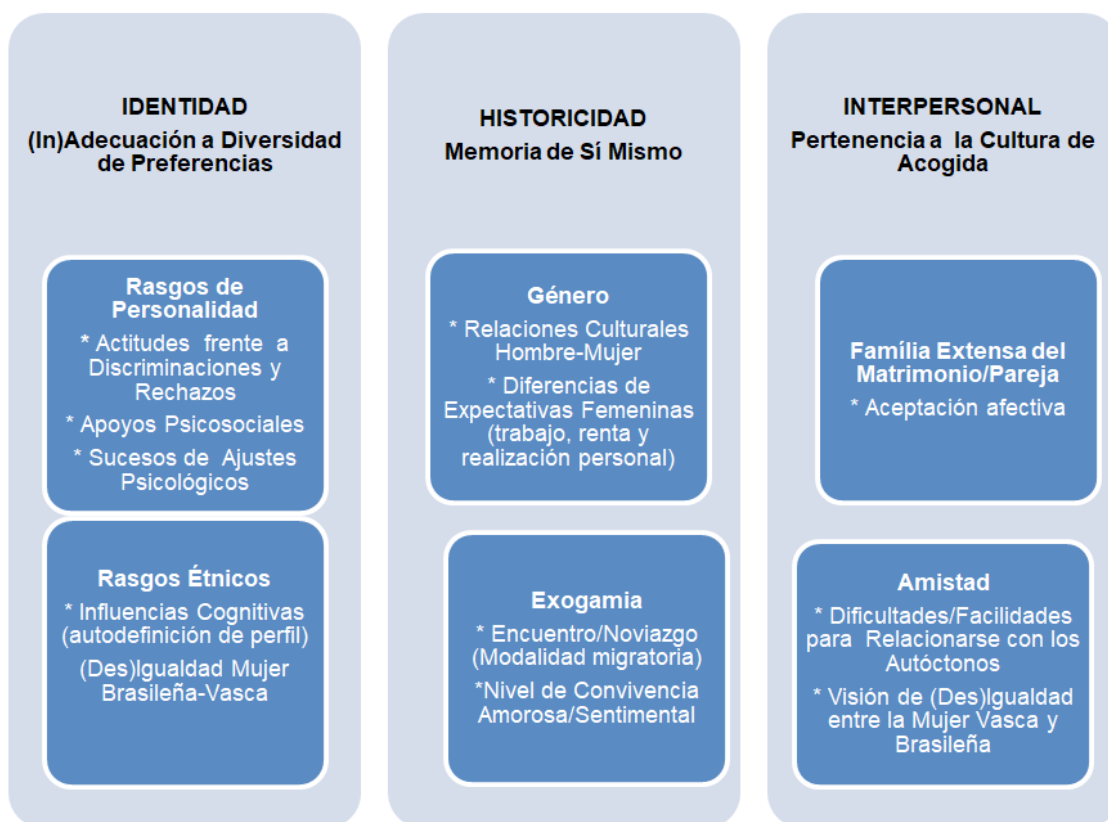 IDENTIDAD
(In)Adecuación a Diversidad
de Preferencias
Rasgos de
Personalidad
* Actitudes frente a
Discriminaciones y
Rechazos
* Apoyos Psicosociales
* Sucesos de Ajustes
Psicológicos
Rasgos Étnicos
* Influencias Cognitivas
(autodefinición de perfil)
(Des)Igualdad Mujer
Brasileña-Vasca
HISTORICIDAD
Memoria de Sí Mismo
Género
* Relaciones Culturales
Hombre-Mujer
* Diferencias de
Expectativas Femeninas
(trabajo, renta y
realización personal)
Exogamia
* Encuentro/Noviazgo
(Modalidad migratoria)
*Nivel de Convivencia
Amorosa/Sentimental
INTERPERSONAL
Pertenencia a la Cultura de
Acogida
Família Extensa del
Matrimonio/Pareja
* Aceptación afectiva
Amistad
* Dificultades/Facilidades
para Relacionarse con los
Autóctonos
* Visión de (Des)Igualdad
entre la Mujer Vasca y
Brasileña